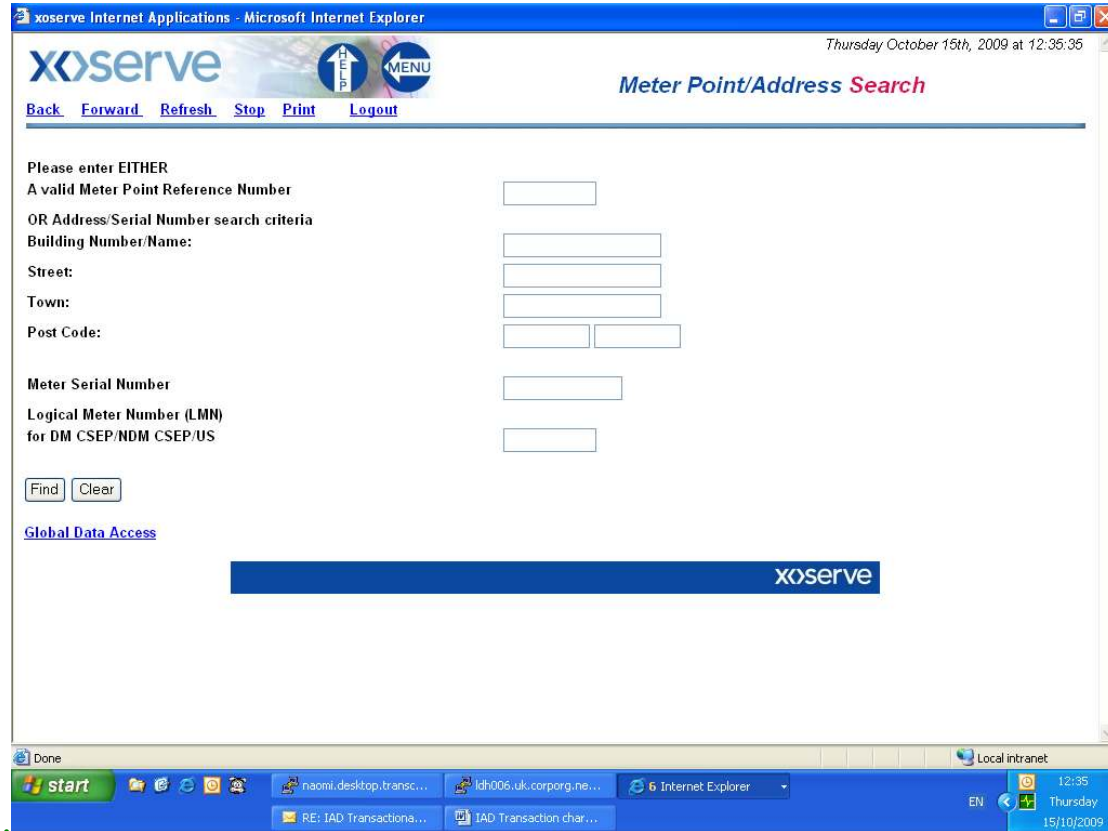 xoserve Internet Applications - Microsoft Internet Explorer
Thursday October 15th, 2009 at 12:35:35
xoserve
HELP
MENU
Meter Point/Address Search
Back Forward Refresh Stop Print Logout
Please enter EITHER
A valid Meter Point Reference Number
OR Address/Serial Number search criteria
Building Number/Name:
Street:
Town:
Post Code:
Meter Serial Number
Logical Meter Number (LMN)
for DM CSEP/NDM CSEP/US
Find Clear
Global Data Access
xoserve
Done Local intranet
start naomi.desktop.transc... ldh006.uk.corporg.ne... 6 Internet Explorer 12:35
EN Thursday
RE: IAD Transactiona... IAD Transaction char... 15/10/2009